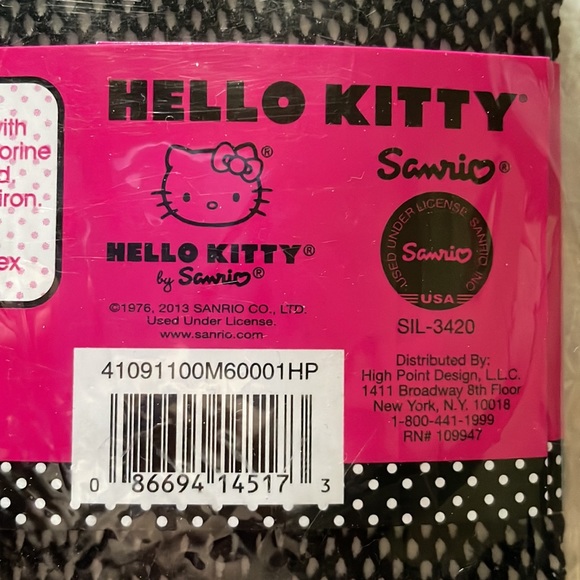 HELLO KITTY®
with
orine
d,
iron.
ex
HELLO KITTY®
by Sanrio®
©1976, 2013 SANRIO CO., LTD.
Used Under License.
www.sanrio.com
Sanrio®
USED UNDER LICENSE SANRIO INC
Sanrio
USA
SIL-3420
Distributed By:
High Point Design, L.L.C.
1411 Broadway 8th Floor
New York, N.Y. 10018
1-800-441-1999
RN# 109947
41091100M60001HP
0 86694 14517 3